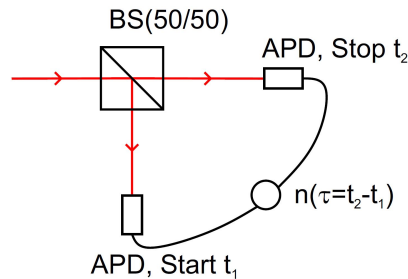 BS(50/50)
APD, Stop t₂
n(τ=t₂-t₁)
APD, Start t₁